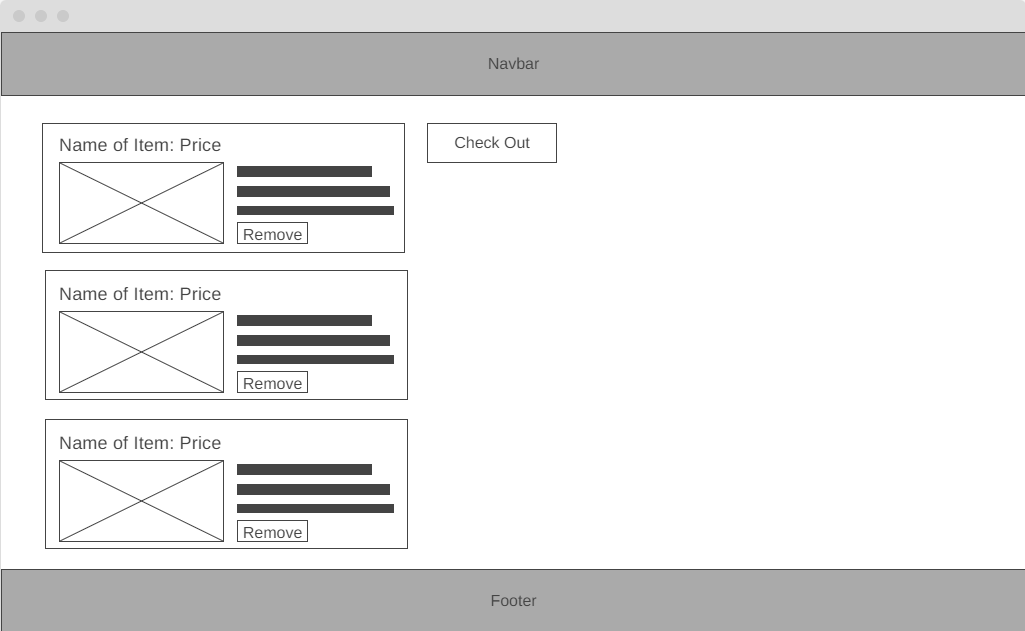 Navbar
Name of Item: Price
Remove
Check Out
Name of Item: Price
Remove
Name of Item: Price
Remove
Footer